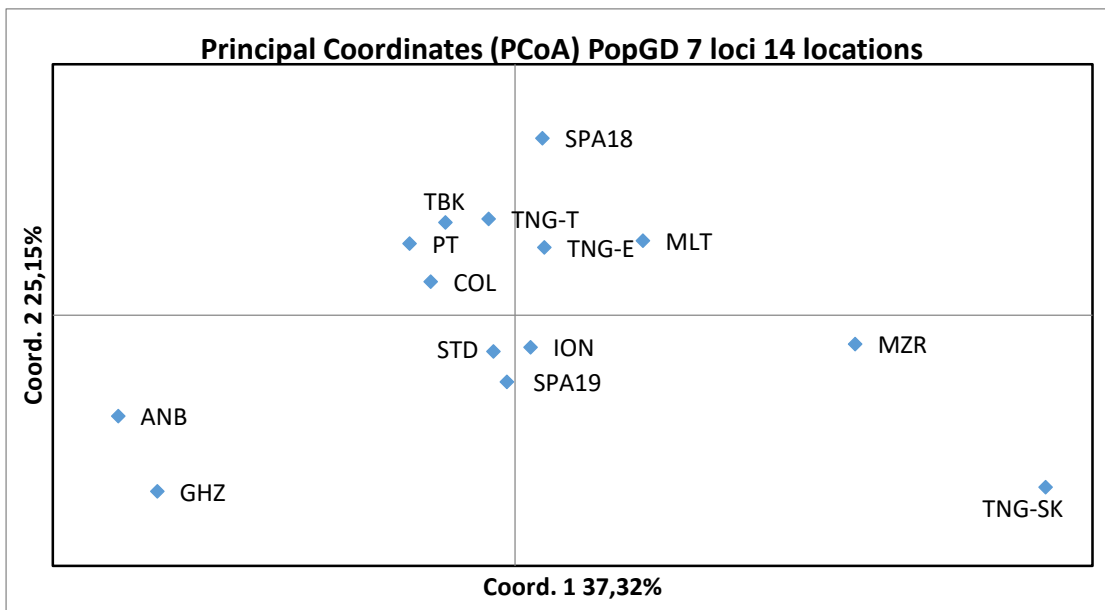 Principal Coordinates (PCoA) PopGD 7 loci 14 locations
SPA18
TBK
TNG-T
PT
TNG-E
MLT
COL
STD
ION
MZR
SPA19
ANB
GHZ
TNG-SK
Coord. 2 25,15%
Coord. 1 37,32%